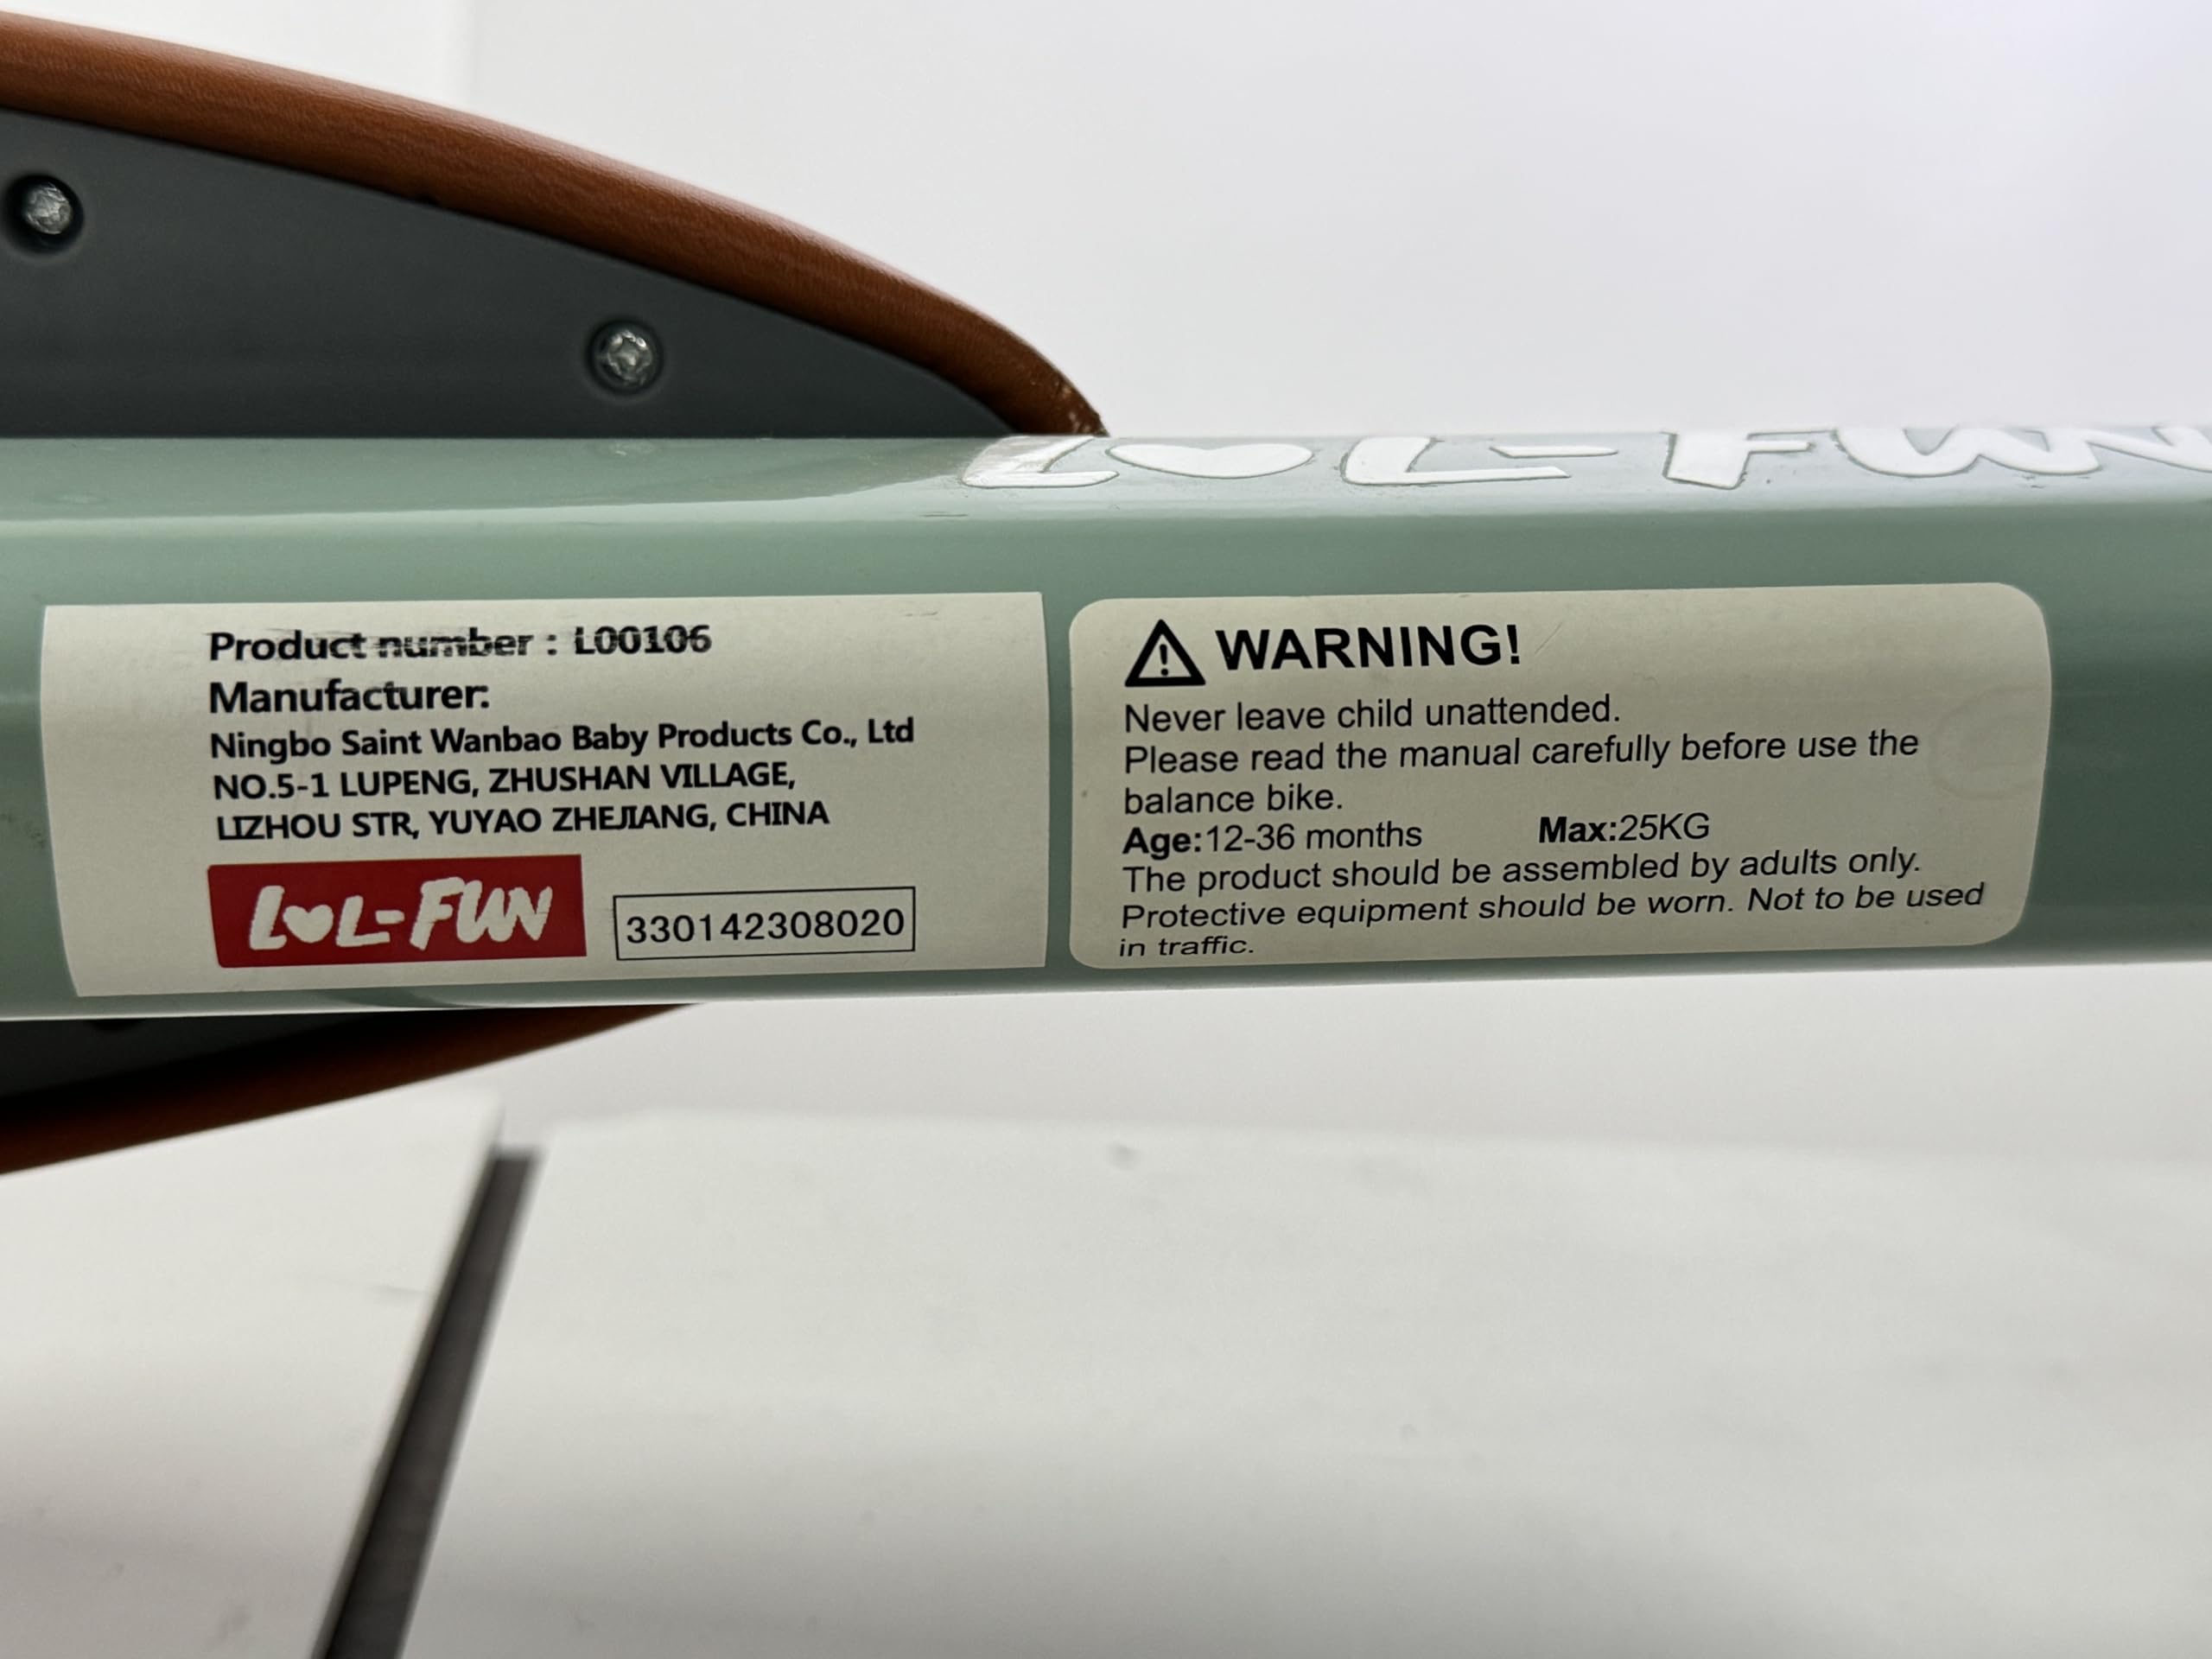 LOL-FUN
Product number : L00106
Manufacturer:
Ningbo Saint Wanbao Baby Products Co., Ltd
NO.5-1 LUPENG, ZHUSHAN VILLAGE,
LIZHOU STR, YUYAO ZHEJIANG, CHINA
LOL-FUN
330142308020
WARNING!
Never leave child unattended.
Please read the manual carefully before use the
balance bike.
Age:12-36 months Max:25KG
The product should be assembled by adults only.
Protective equipment should be worn. Not to be used
in traffic.